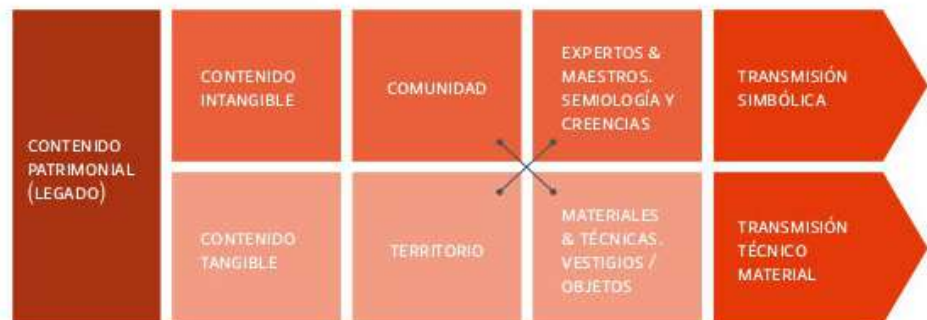 CONTENIDO
PATRIMONIAL
(LEGADO)
CONTENIDO
INTANGIBLE
COMUNIDAD
EXPERTOS &
MAESTROS.
SEMIOLOGÍA Y
CREENCIAS
TRANSMISIÓN
SIMBÓLICA
CONTENIDO
TANGIBLE
TERRITORIO
MATERIALES
& TÉCNICAS.
VESTIGIOS /
OBJETOS
TRANSMISIÓN
TÉCNICO
MATERIAL